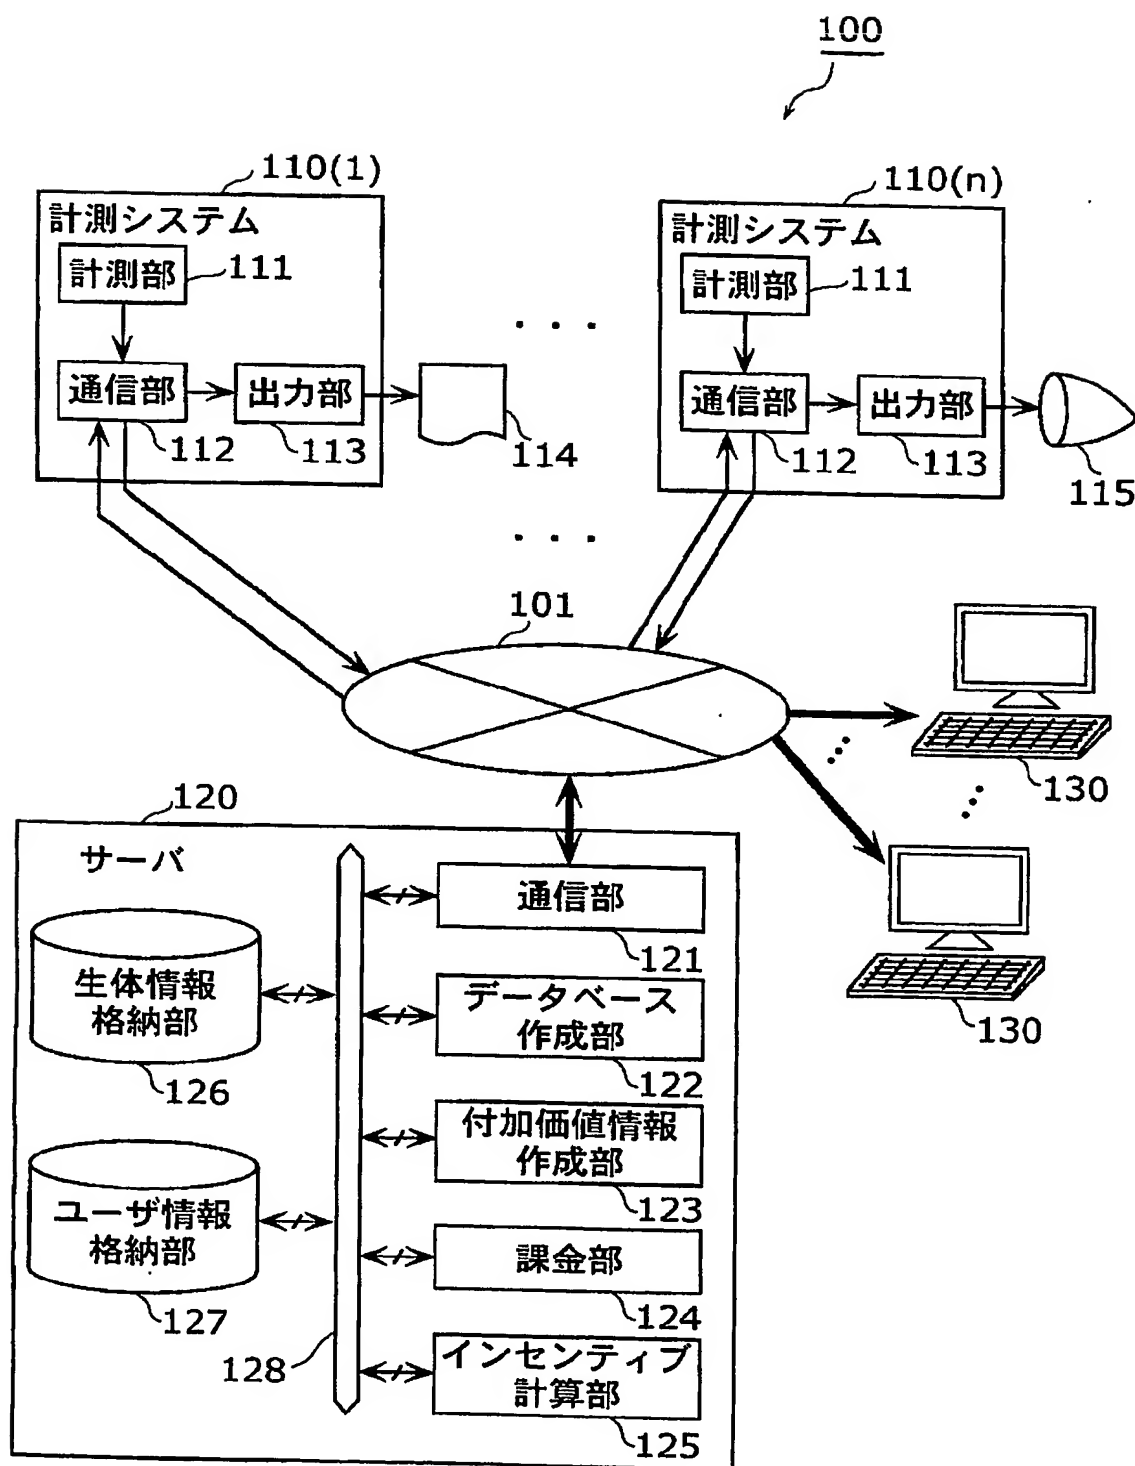 100
110(1)
計測システム
計測部
111
通信部
112
出力部
113
114
. . .
110(n)
計測システム
計測部
111
通信部
112
出力部
113
115
. . .
101
130
130
120
サーバ
通信部
121
生体情報
格納部
126
データベース
作成部
122
付加価値情報
作成部
123
ユーザ情報
格納部
127
課金部
124
128
インセンティブ
計算部
125